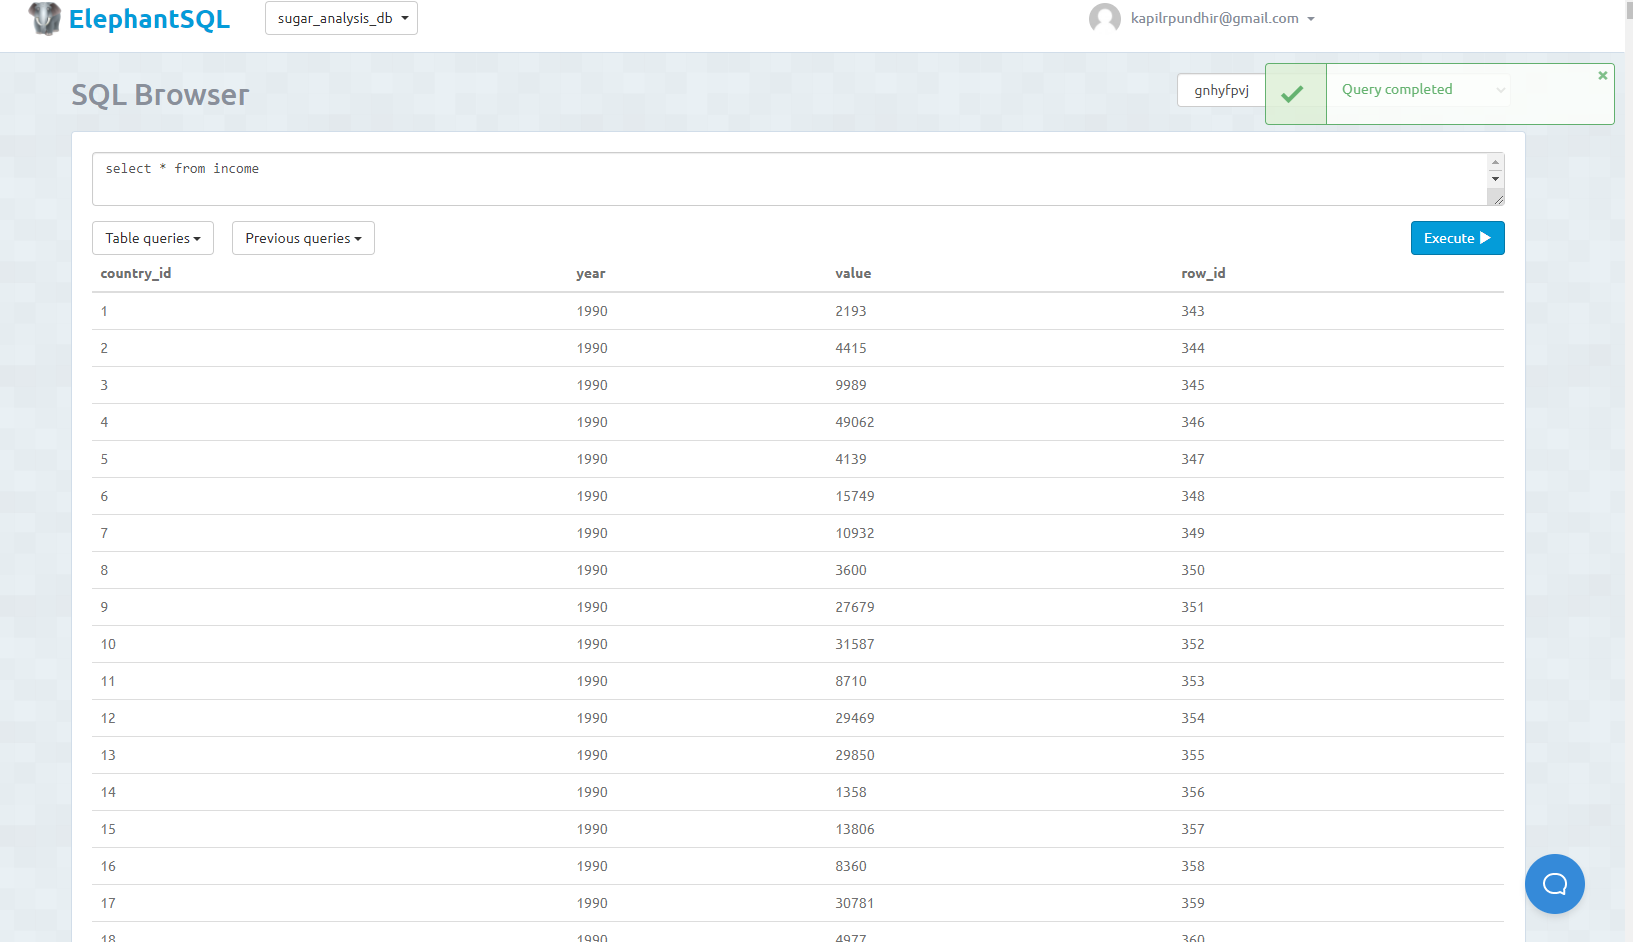 ElephantSQL sugar_analysis_db kapilrpundhir@gmail.com
SQL Browser gnhyfpvj Query completed
select * from income
Table queries Previous queries Execute
country_id year value row_id
1 1990 2193 343
2 1990 4415 344
3 1990 9989 345
4 1990 49062 346
5 1990 4139 347
6 1990 15749 348
7 1990 10932 349
8 1990 3600 350
9 1990 27679 351
10 1990 31587 352
11 1990 8710 353
12 1990 29469 354
13 1990 29850 355
14 1990 1358 356
15 1990 13806 357
16 1990 8360 358
17 1990 30781 359
18 1990 4977 360